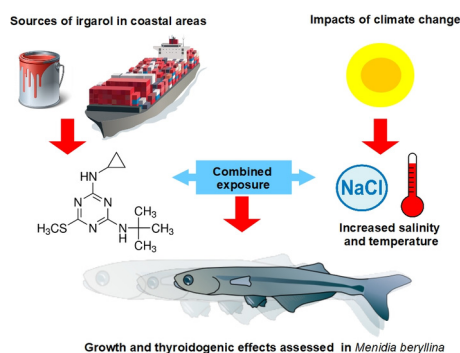 Sources of irgarol in coastal areas
Impacts of climate change
HN
N
N
H₃CS
N
N
H
CH₃
CH₃
CH₃
Combined
exposure
NaCl
Increased salinity
and temperature
Growth and thyroidogenic effects assessed in Menidia beryllina